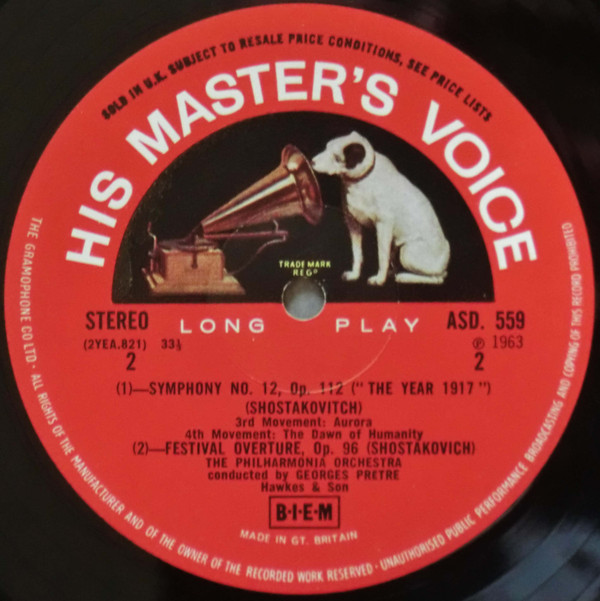 SOLD IN U.K. SUBJECT TO RESALE PRICE CONDITIONS, SEE PRICE LISTS
HIS MASTER'S VOICE
TRADE MARK
REGD
STEREO LONG PLAY ASD. 559
(2YEA.821) 33⅓ ℗ 1963
2 2
(1)—SYMPHONY NO. 12, Op. 112 ("THE YEAR 1917")
(SHOSTAKOVITCH)
3rd Movement: Aurora
4th Movement: The Dawn of Humanity
(2)—FESTIVAL OVERTURE, Op. 96 (SHOSTAKOVICH)
THE PHILHARMONIA ORCHESTRA
conducted by GEORGES PRETRE
Hawkes & Son
B·I·E·M
MADE IN GT. BRITAIN
THE GRAMOPHONE CO LTD · ALL RIGHTS OF THE MANUFACTURER AND OF THE OWNER OF THE RECORDED WORK RESERVED · UNAUTHORISED PUBLIC PERFORMANCE BROADCASTING AND COPYING OF THIS RECORD PROHIBITED